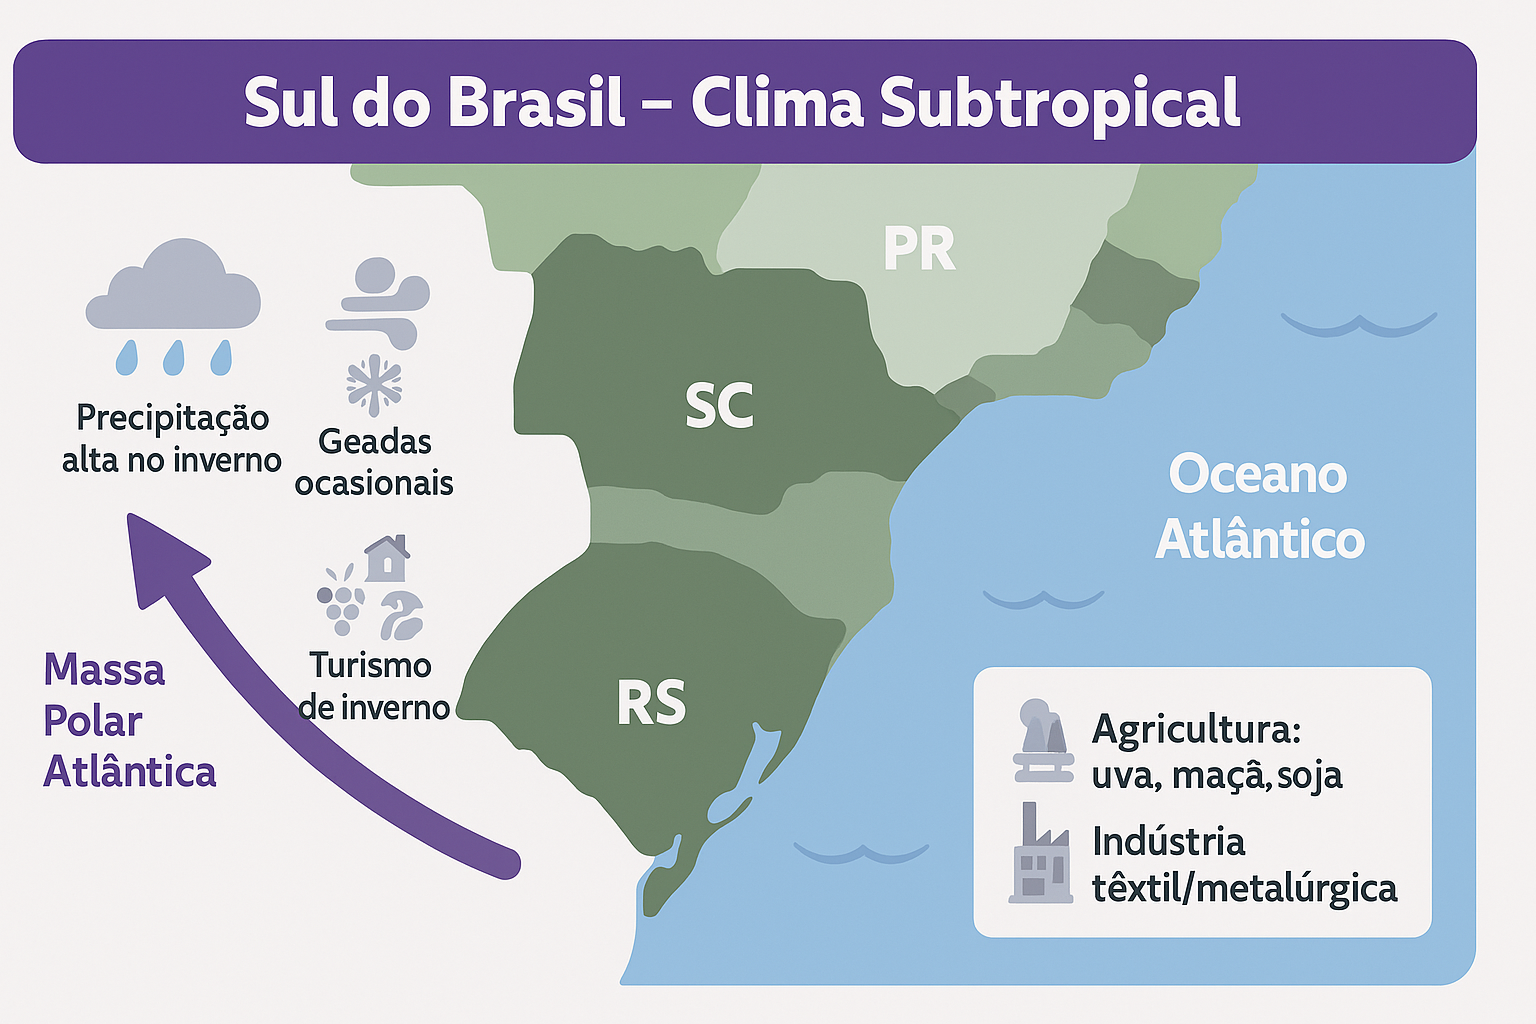 Sul do Brasil – Clima Subtropical
PR
SC
RS
Precipitação
alta no inverno
Geadas
ocasionais
Turismo
de inverno
Massa
Polar
Atlântica
Oceano
Atlântico
Agricultura:
uva, maçâ, soja
Indústria
têxtil/metalúrgica